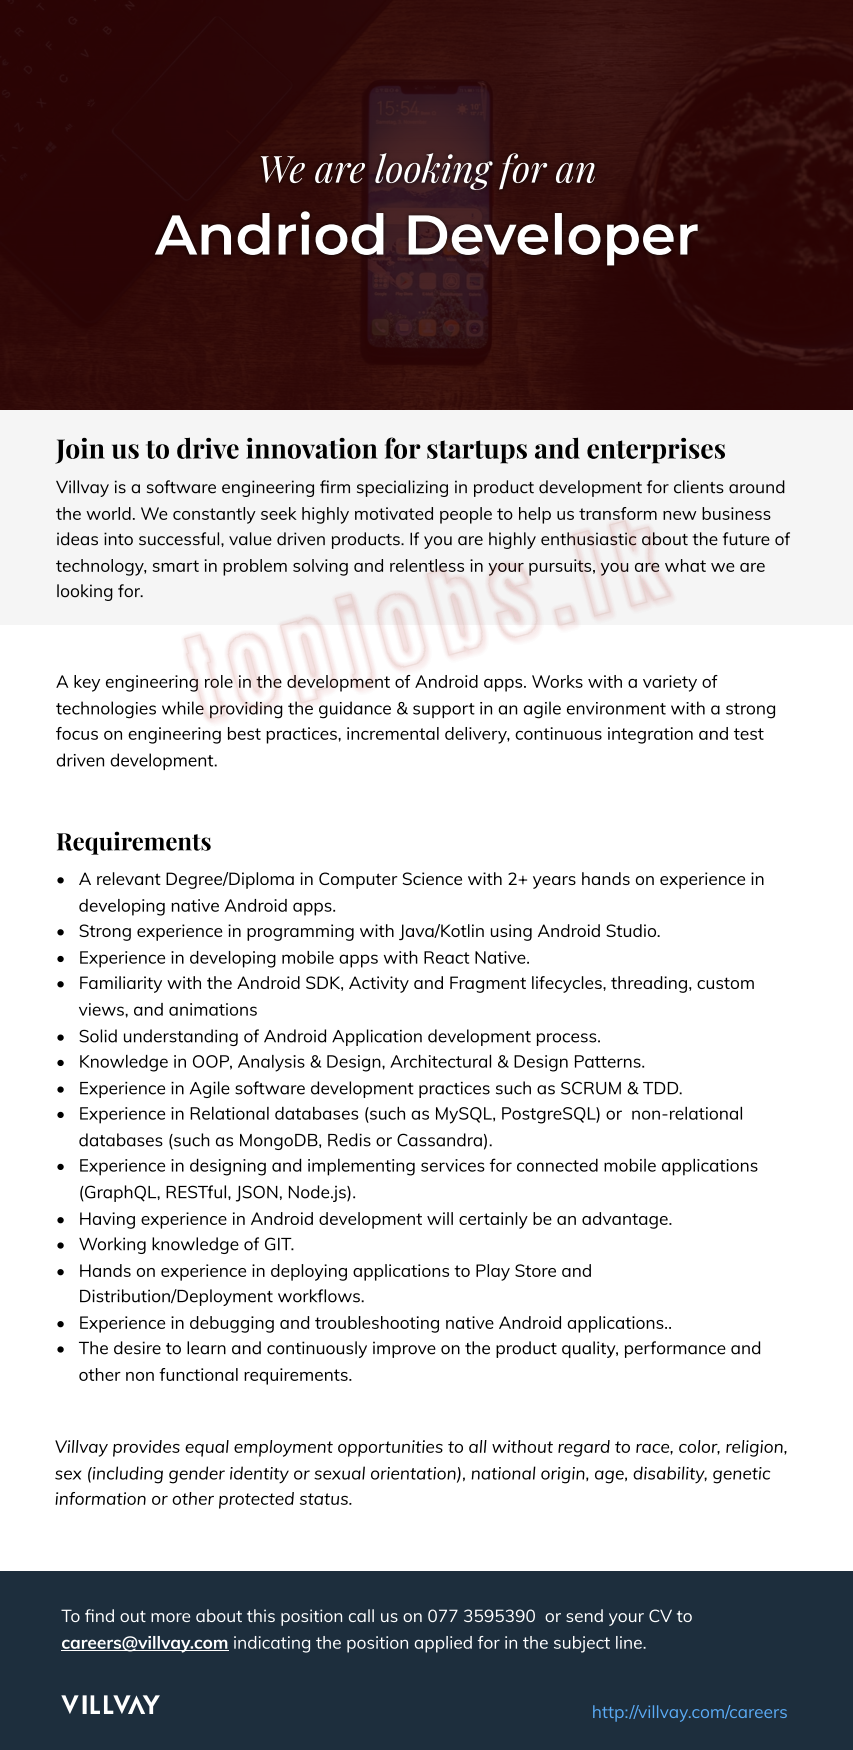 15:54
We are looking for an
Andriod Developer
Join us to drive innovation for startups and enterprises
Villvay is a software engineering firm specializing in product development for clients around
the world. We constantly seek highly motivated people to help us transform new business
ideas into successful, value driven products. If you are highly enthusiastic about the future of
technology, smart in problem solving and relentless in your pursuits, you are what we are
looking for.
topjobs.lk
A key engineering role in the development of Android apps. Works with a variety of
technologies while providing the guidance & support in an agile environment with a strong
focus on engineering best practices, incremental delivery, continuous integration and test
driven development.
Requirements
• A relevant Degree/Diploma in Computer Science with 2+ years hands on experience in
developing native Android apps.
• Strong experience in programming with Java/Kotlin using Android Studio.
• Experience in developing mobile apps with React Native.
• Familiarity with the Android SDK, Activity and Fragment lifecycles, threading, custom
views, and animations
• Solid understanding of Android Application development process.
• Knowledge in OOP, Analysis & Design, Architectural & Design Patterns.
• Experience in Agile software development practices such as SCRUM & TDD.
• Experience in Relational databases (such as MySQL, PostgreSQL) or  non-relational
databases (such as MongoDB, Redis or Cassandra).
• Experience in designing and implementing services for connected mobile applications
(GraphQL, RESTful, JSON, Node.js).
• Having experience in Android development will certainly be an advantage.
• Working knowledge of GIT.
• Hands on experience in deploying applications to Play Store and
Distribution/Deployment workflows.
• Experience in debugging and troubleshooting native Android applications..
• The desire to learn and continuously improve on the product quality, performance and
other non functional requirements.
Villvay provides equal employment opportunities to all without regard to race, color, religion,
sex (including gender identity or sexual orientation), national origin, age, disability, genetic
information or other protected status.
To find out more about this position call us on 077 3595390  or send your CV to
careers@villvay.com indicating the position applied for in the subject line.
VILLVAY
http://villvay.com/careers